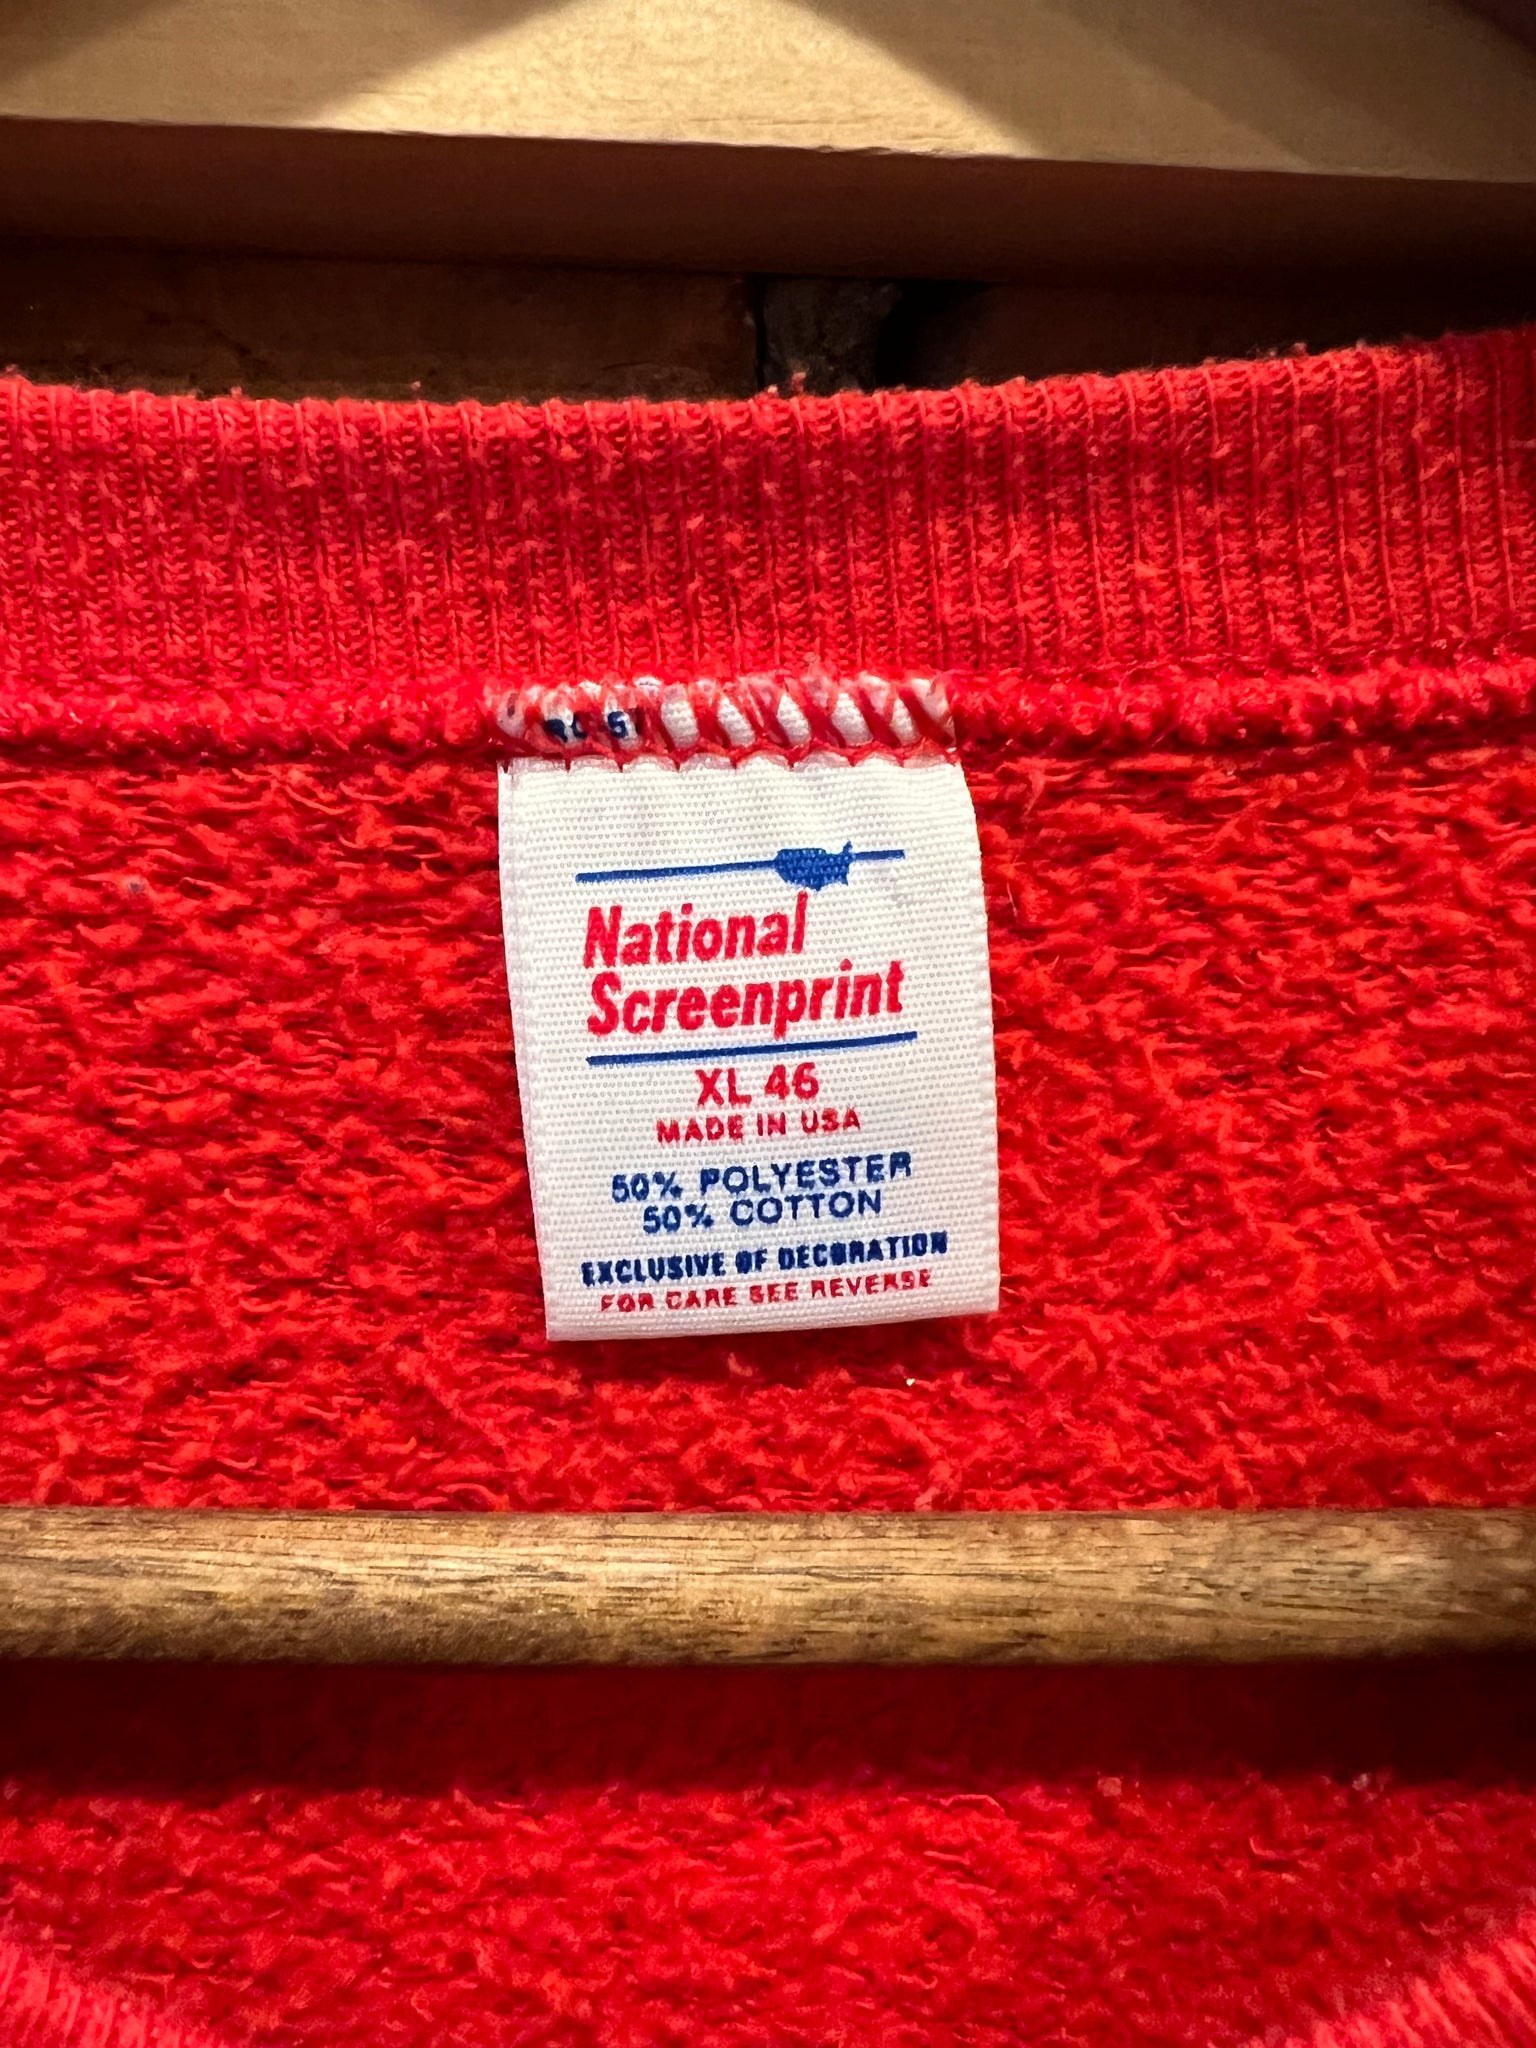 National
Screenprint
XL 46
MADE IN USA
50% POLYESTER
50% COTTON
EXCLUSIVE OF DECORATION
FOR CARE SEE REVERSE